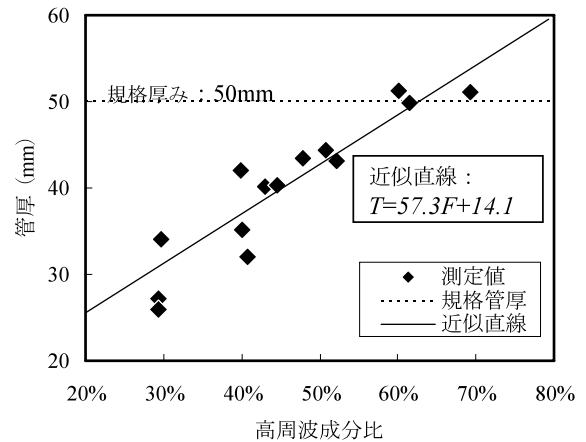 60
50
40
30
20
管厚 (mm)
規格厚み：50mm
近似直線：
T=57.3F+14.1
測定値
規格管厚
近似直線
20% 30% 40% 50% 60% 70% 80%
高周波成分比